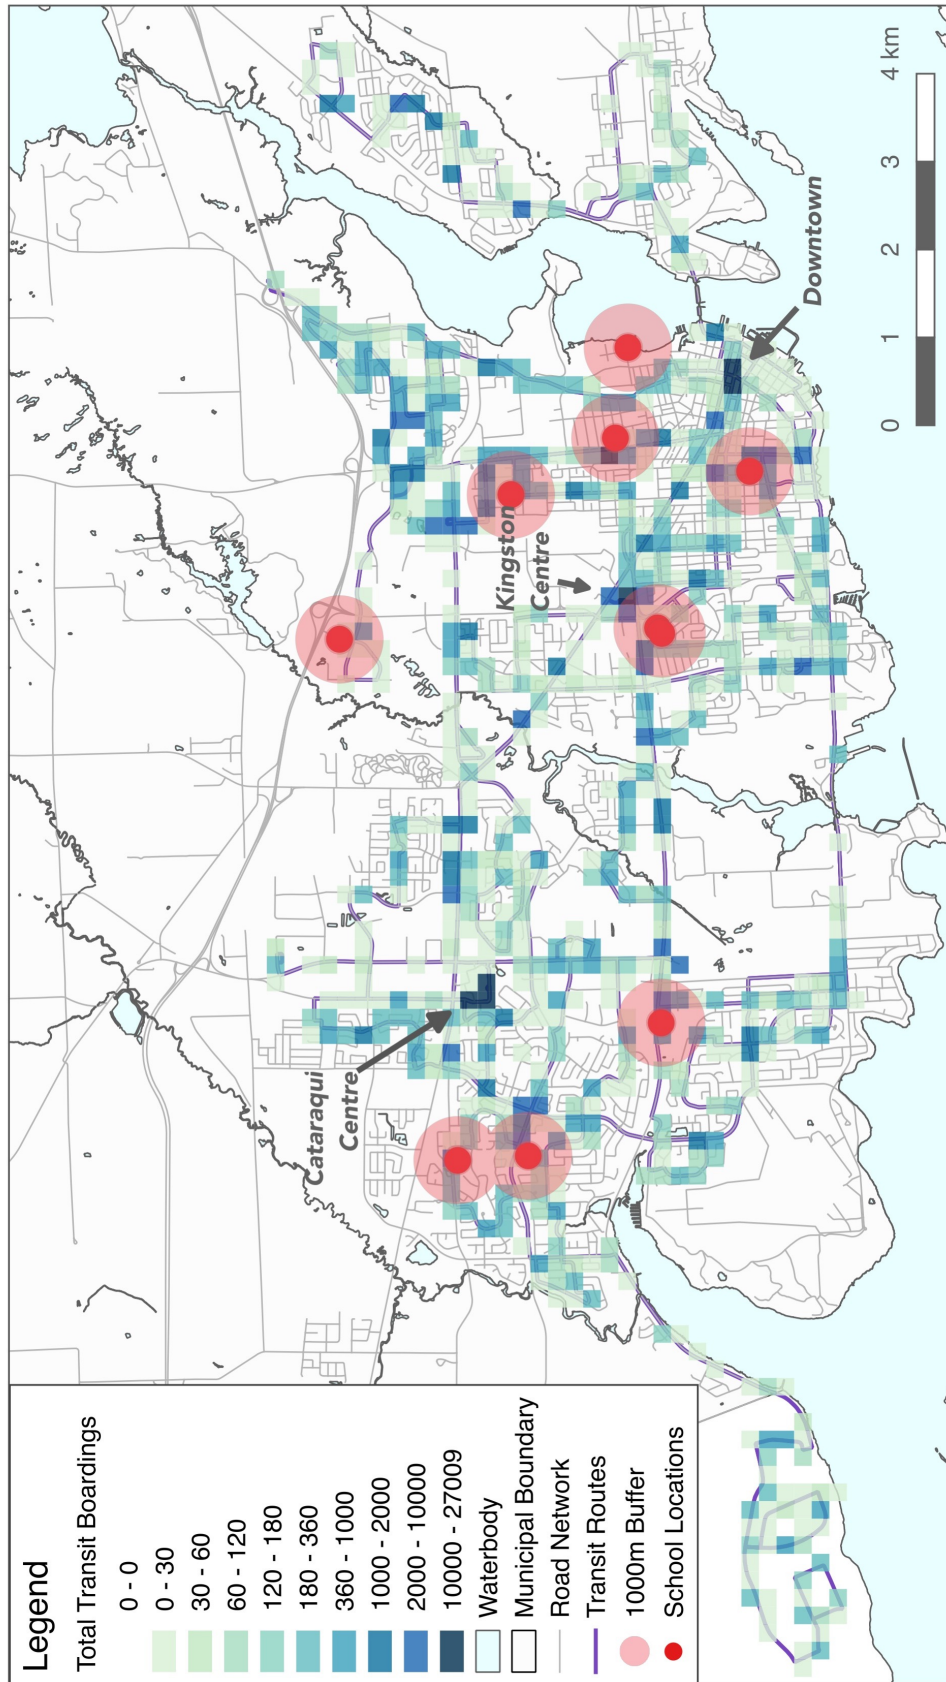 Legend
Total Transit Boardings
0 - 0
0 - 30
30 - 60
60 - 120
120 - 180
180 - 360
360 - 1000
1000 - 2000
2000 - 10000
10000 - 27009
Waterbody
Municipal Boundary
Road Network
Transit Routes
1000m Buffer
School Locations
Cataraqui
Centre
Kingston
Centre
Downtown
0 1 2 3 4 km